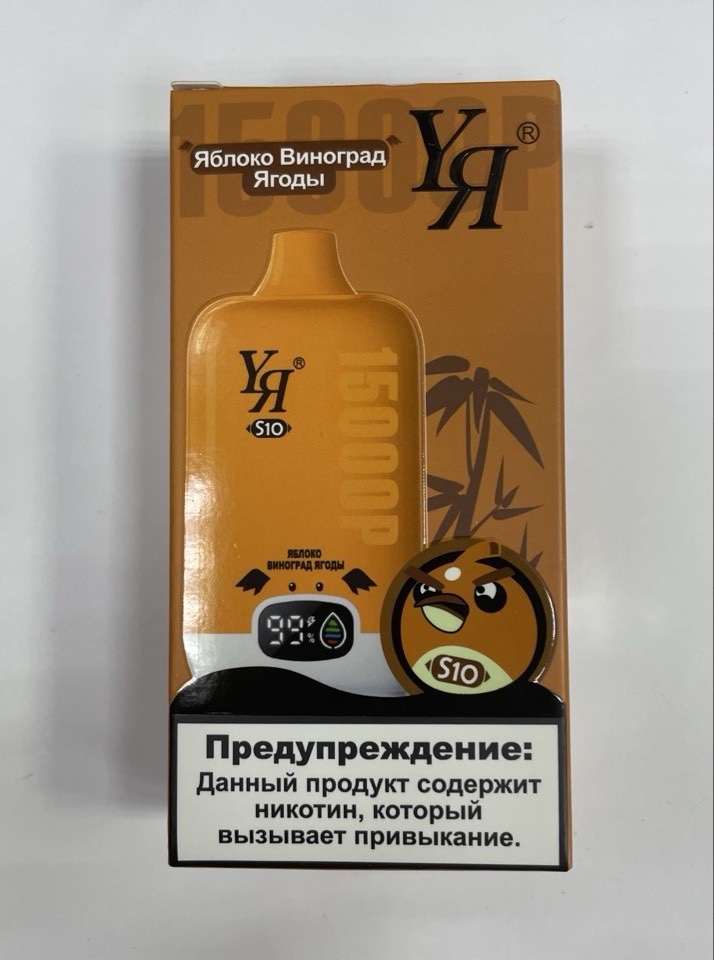 15000P
Яблоко Виноград
Ягоды
YЯ®
YЯ®
S10
15000P
ЯБЛОКО
ВИНОГРАД ЯГОДЫ
99 %
S10
Предупреждение:
Данный продукт содержит
никотин, который
вызывает привыкание.